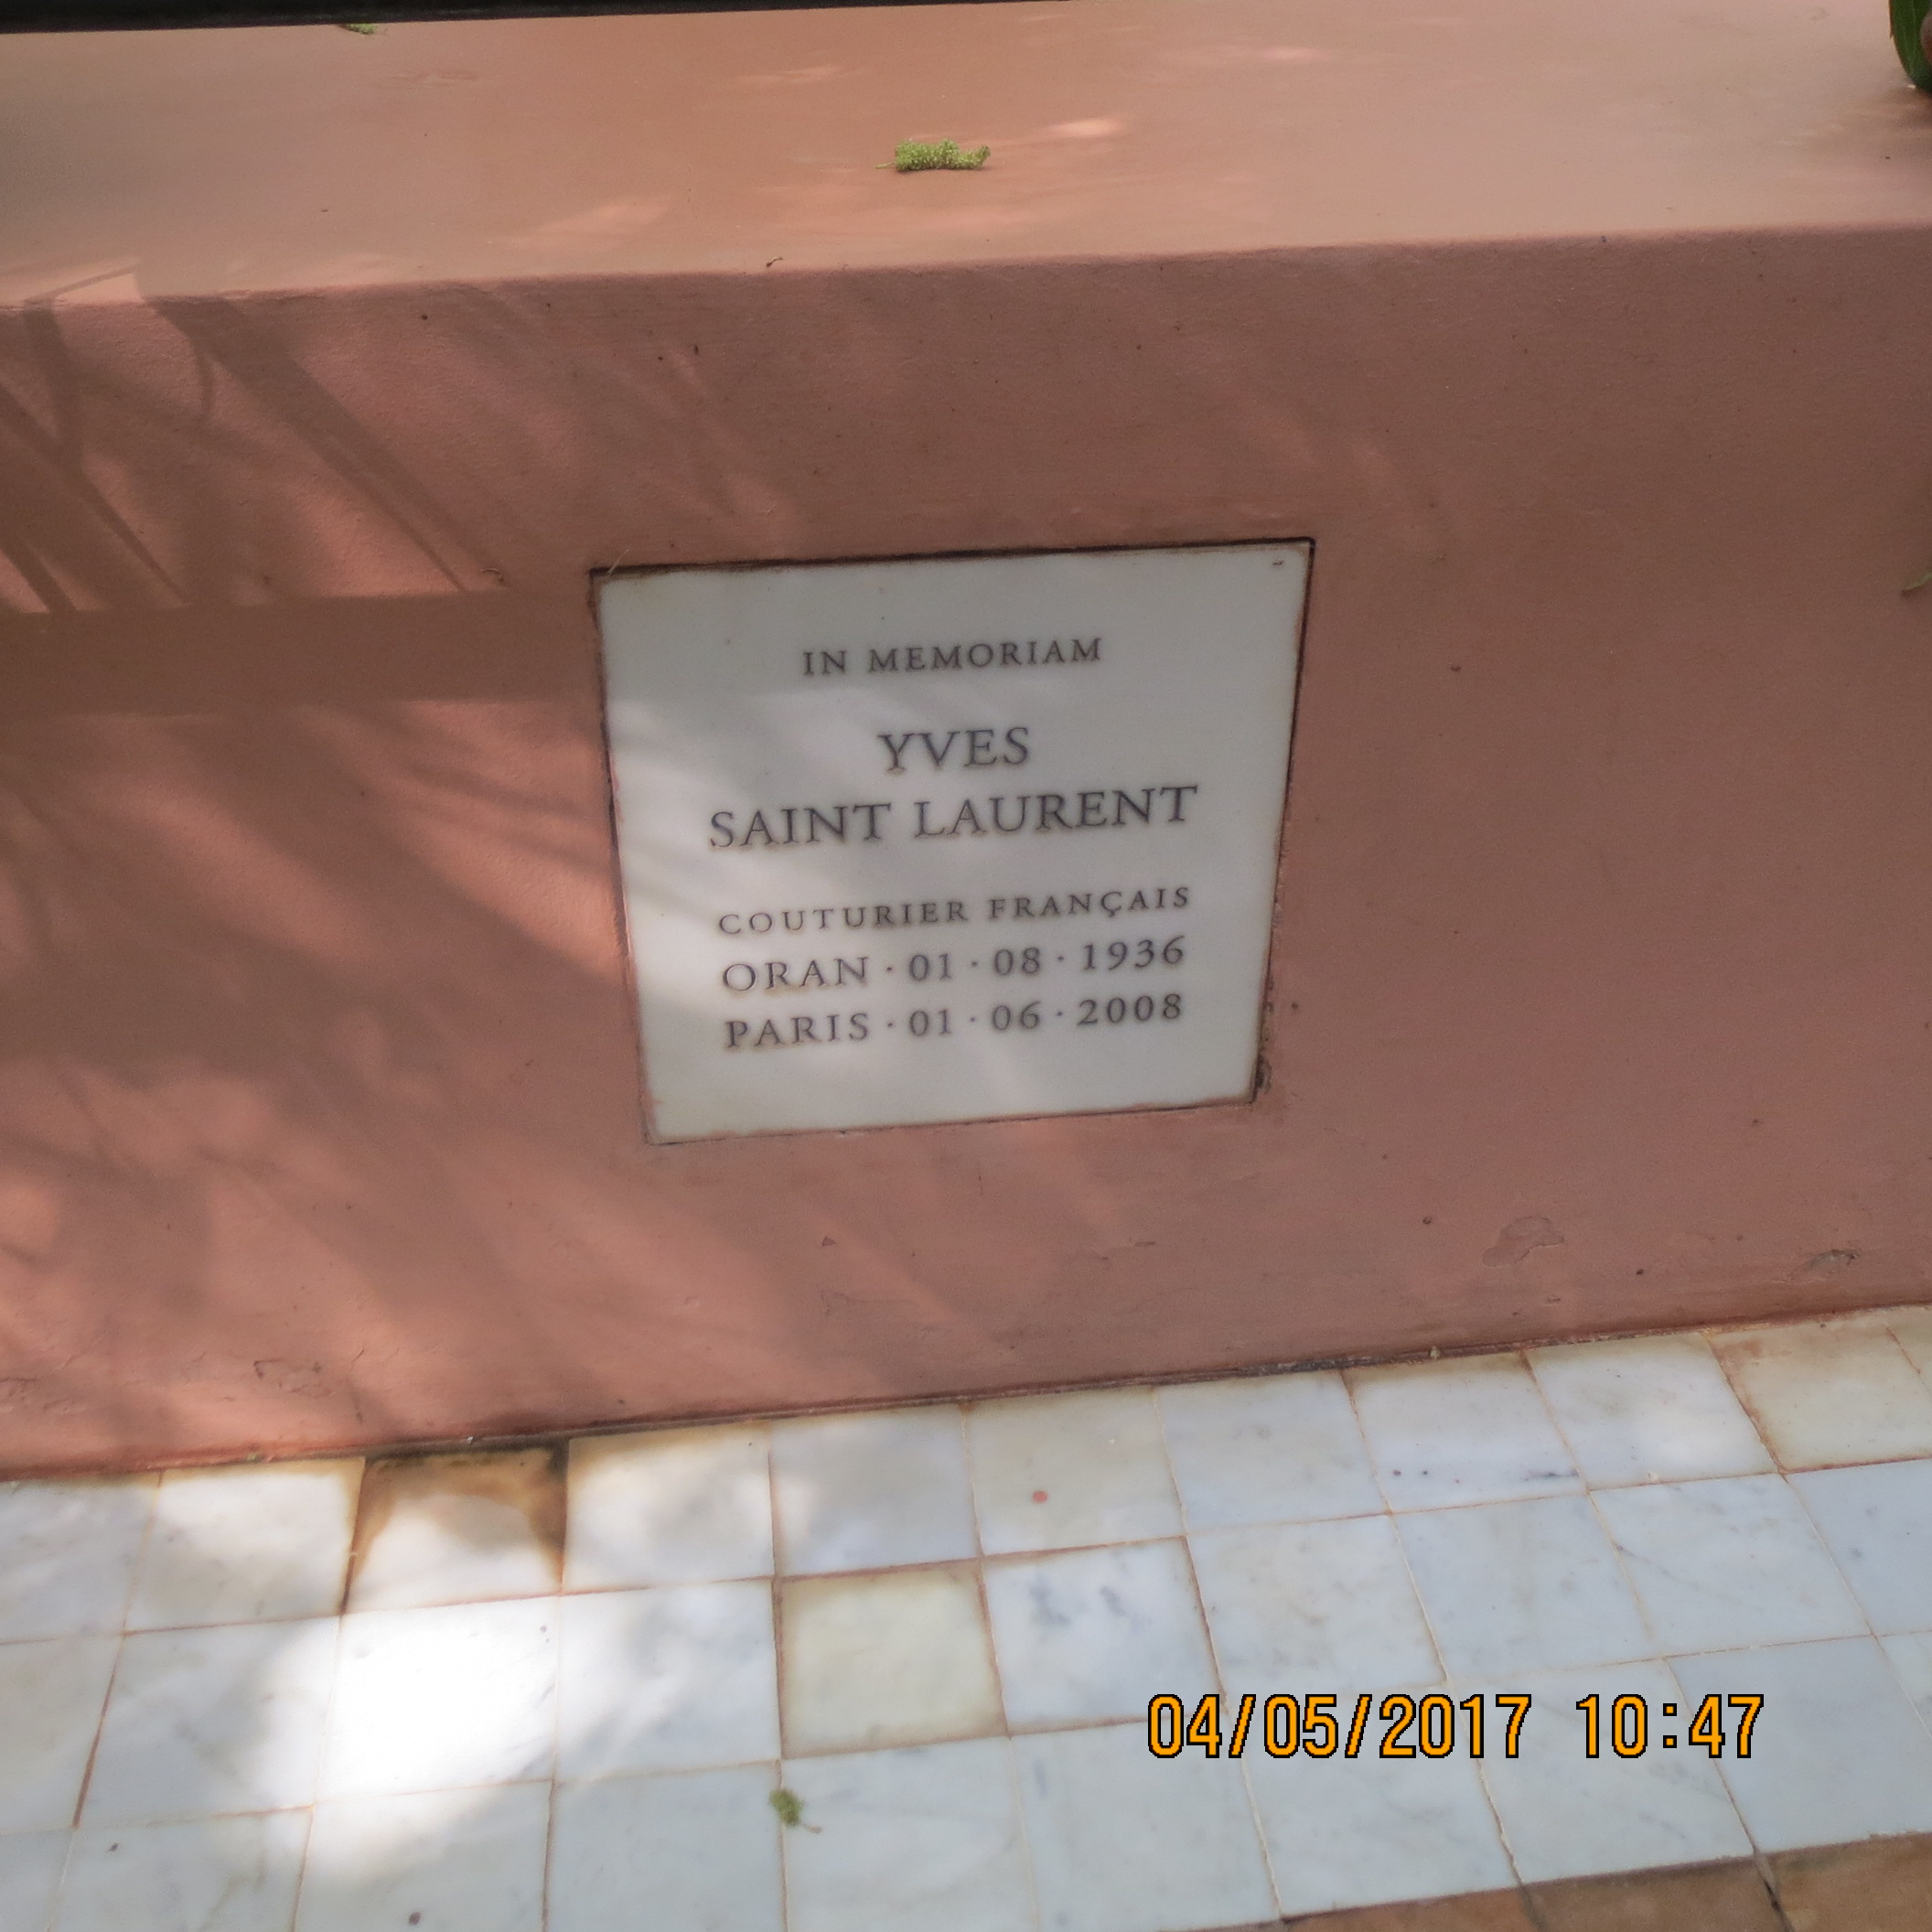 IN MEMORIAM
YVES
SAINT LAURENT
COUTURIER FRANÇAIS
ORAN · 01 · 08 · 1936
PARIS · 01 · 06 · 2008
04/05/2017 10:47